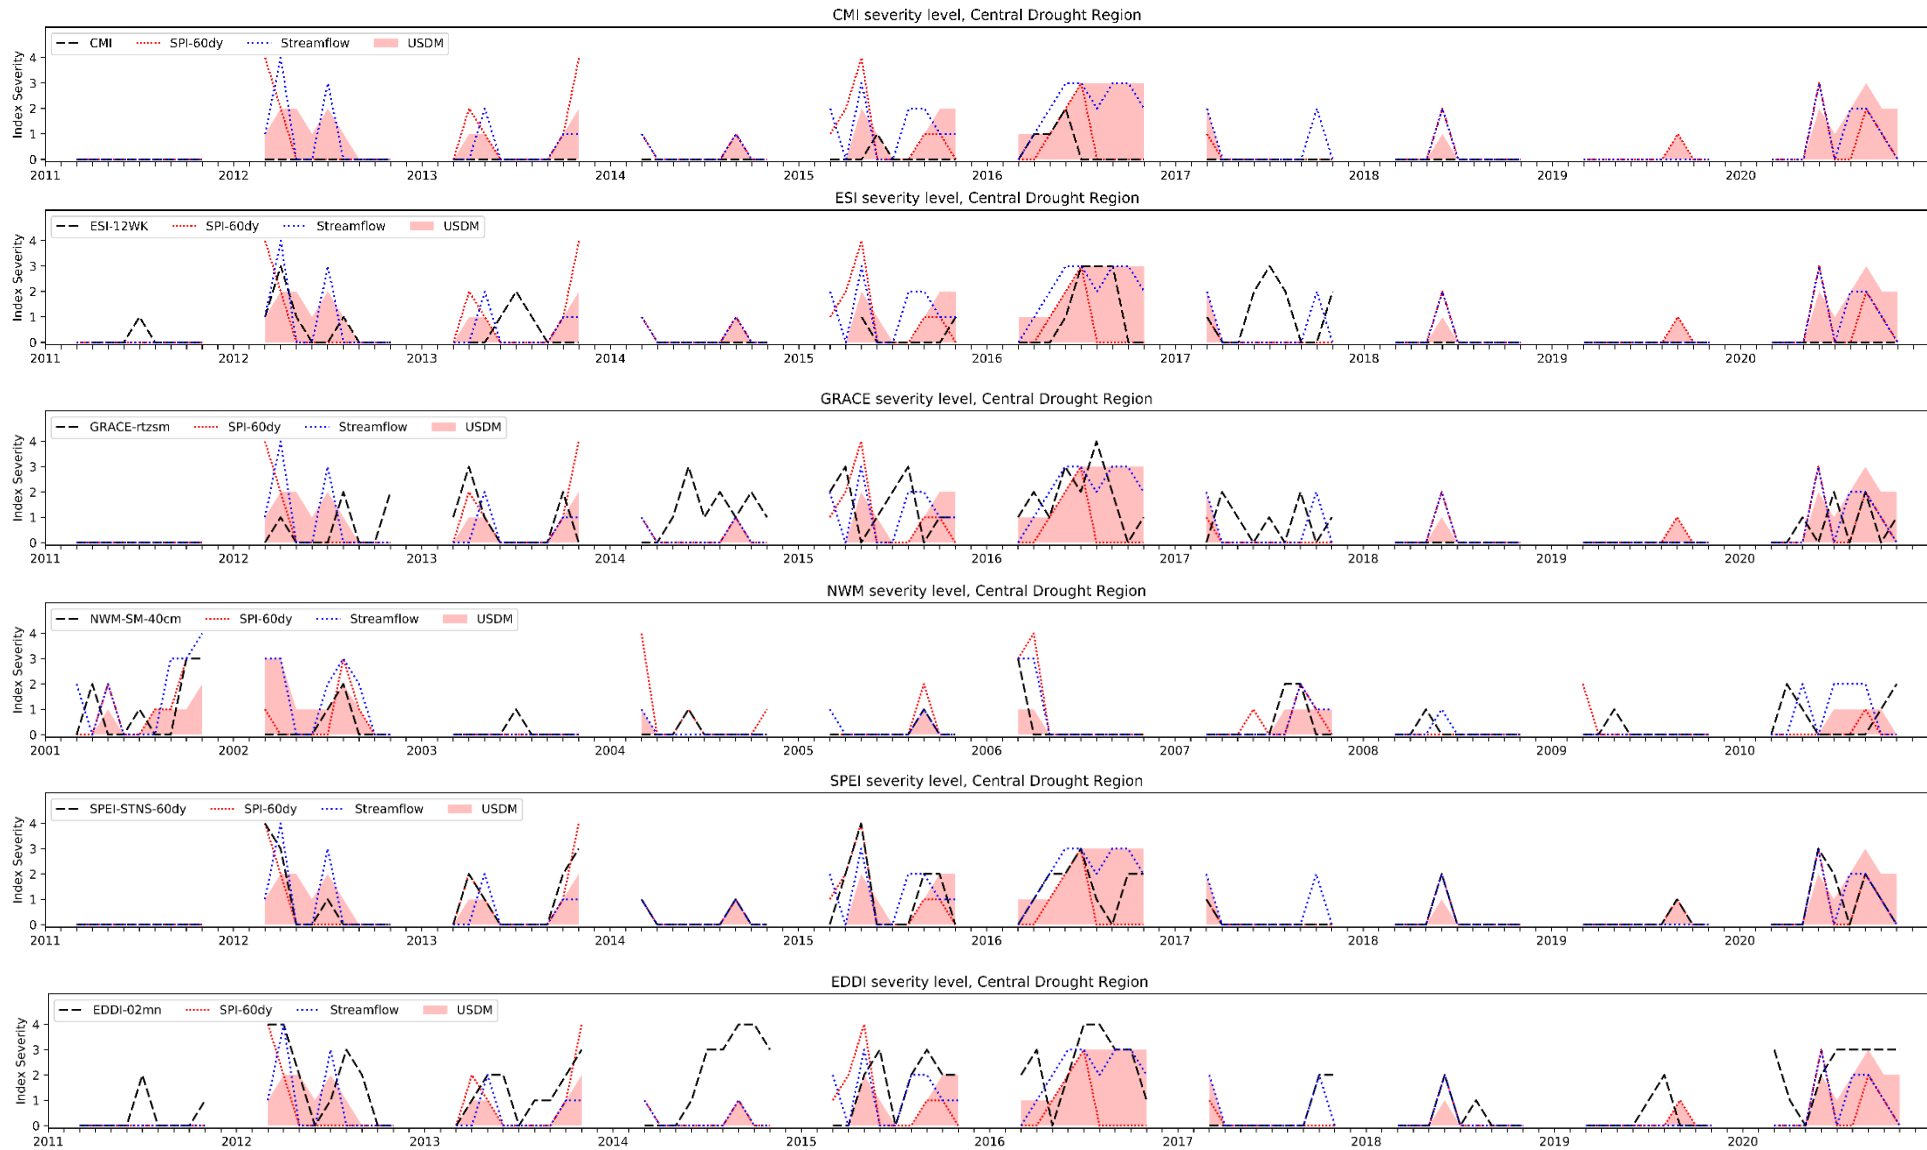 CMI severity level, Central Drought Region
CMI SPI-60dy Streamflow USDM
Index Severity
4
3
2
1
0
2011 2012 2013 2014 2015 2016 2017 2018 2019 2020
ESI severity level, Central Drought Region
ESI-12WK SPI-60dy Streamflow USDM
Index Severity
4
3
2
1
0
2011 2012 2013 2014 2015 2016 2017 2018 2019 2020
GRACE severity level, Central Drought Region
GRACE-rtzsm SPI-60dy Streamflow USDM
Index Severity
4
3
2
1
0
2011 2012 2013 2014 2015 2016 2017 2018 2019 2020
NWM severity level, Central Drought Region
NWM-SM-40cm SPI-60dy Streamflow USDM
Index Severity
4
3
2
1
0
2001 2002 2003 2004 2005 2006 2007 2008 2009 2010
SPEI severity level, Central Drought Region
SPEI-STNS-60dy SPI-60dy Streamflow USDM
Index Severity
4
3
2
1
0
2011 2012 2013 2014 2015 2016 2017 2018 2019 2020
EDDI severity level, Central Drought Region
EDDI-02mn SPI-60dy Streamflow USDM
Index Severity
4
3
2
1
0
2011 2012 2013 2014 2015 2016 2017 2018 2019 2020